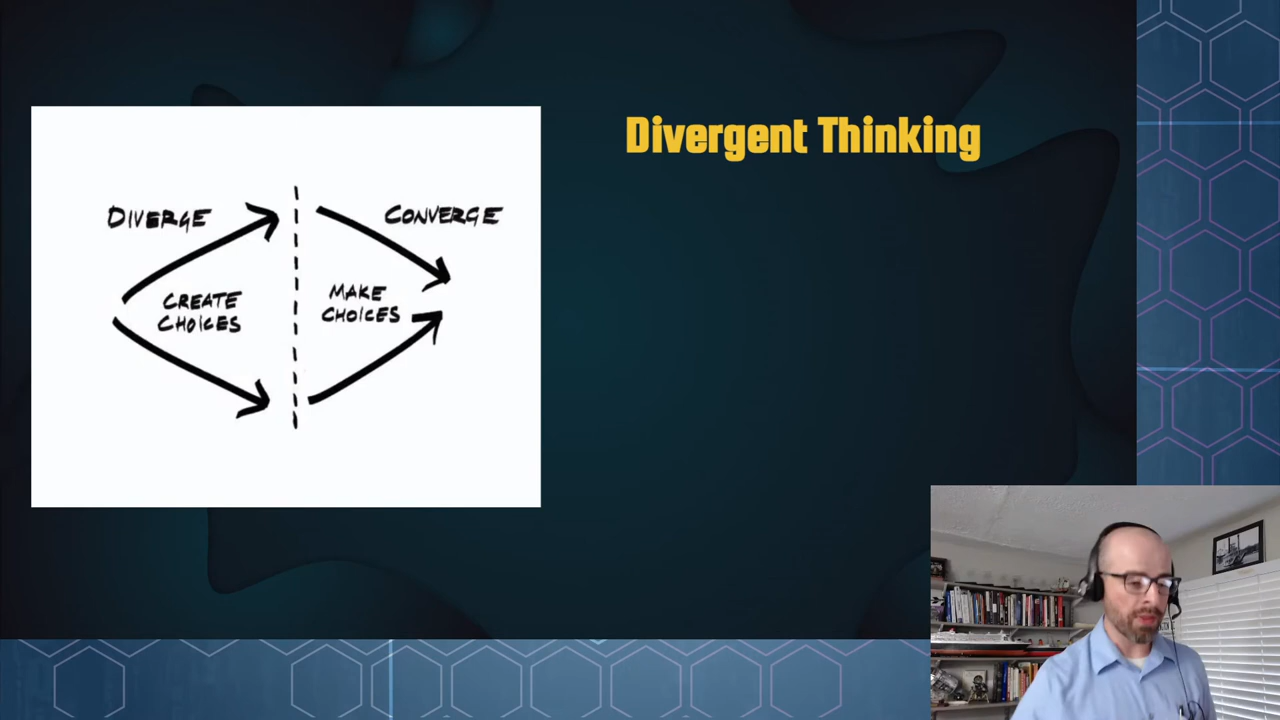 Divergent Thinking
DIVERGE
CONVERGE
CREATE
CHOICES
MAKE
CHOICES